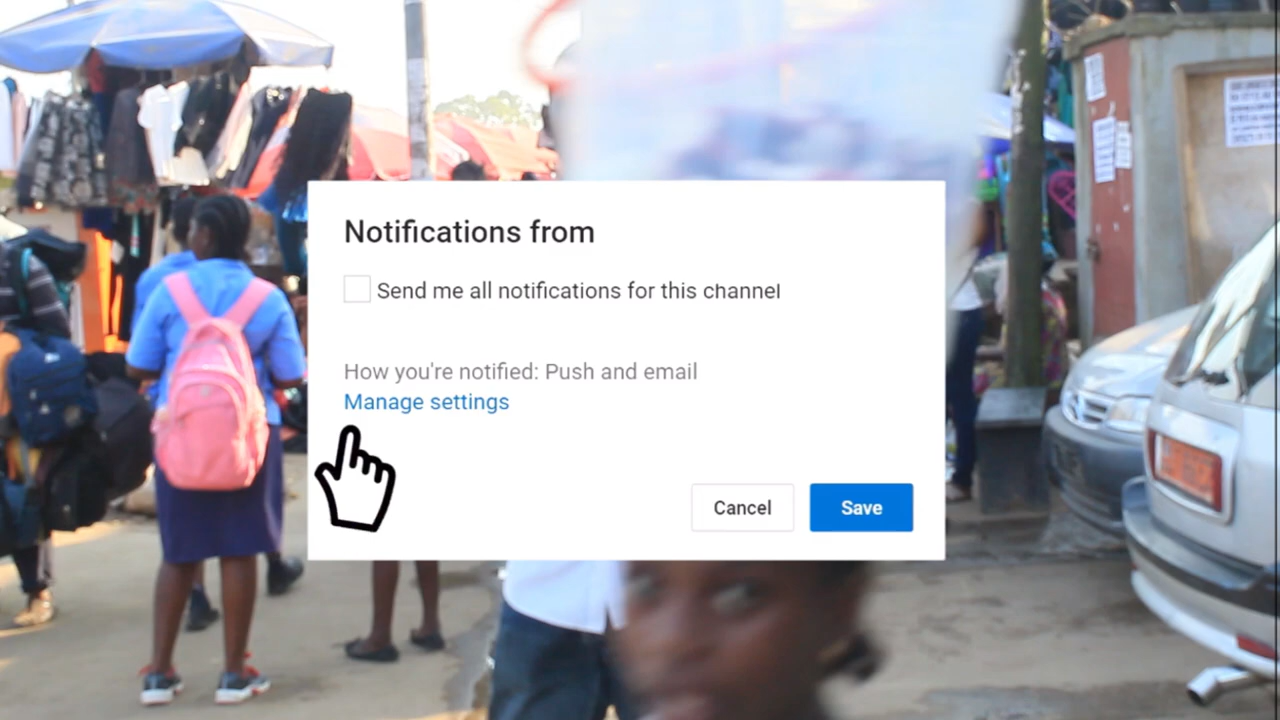 Notifications from
Send me all notifications for this channel
How you're notified: Push and email
Manage settings
Cancel
Save